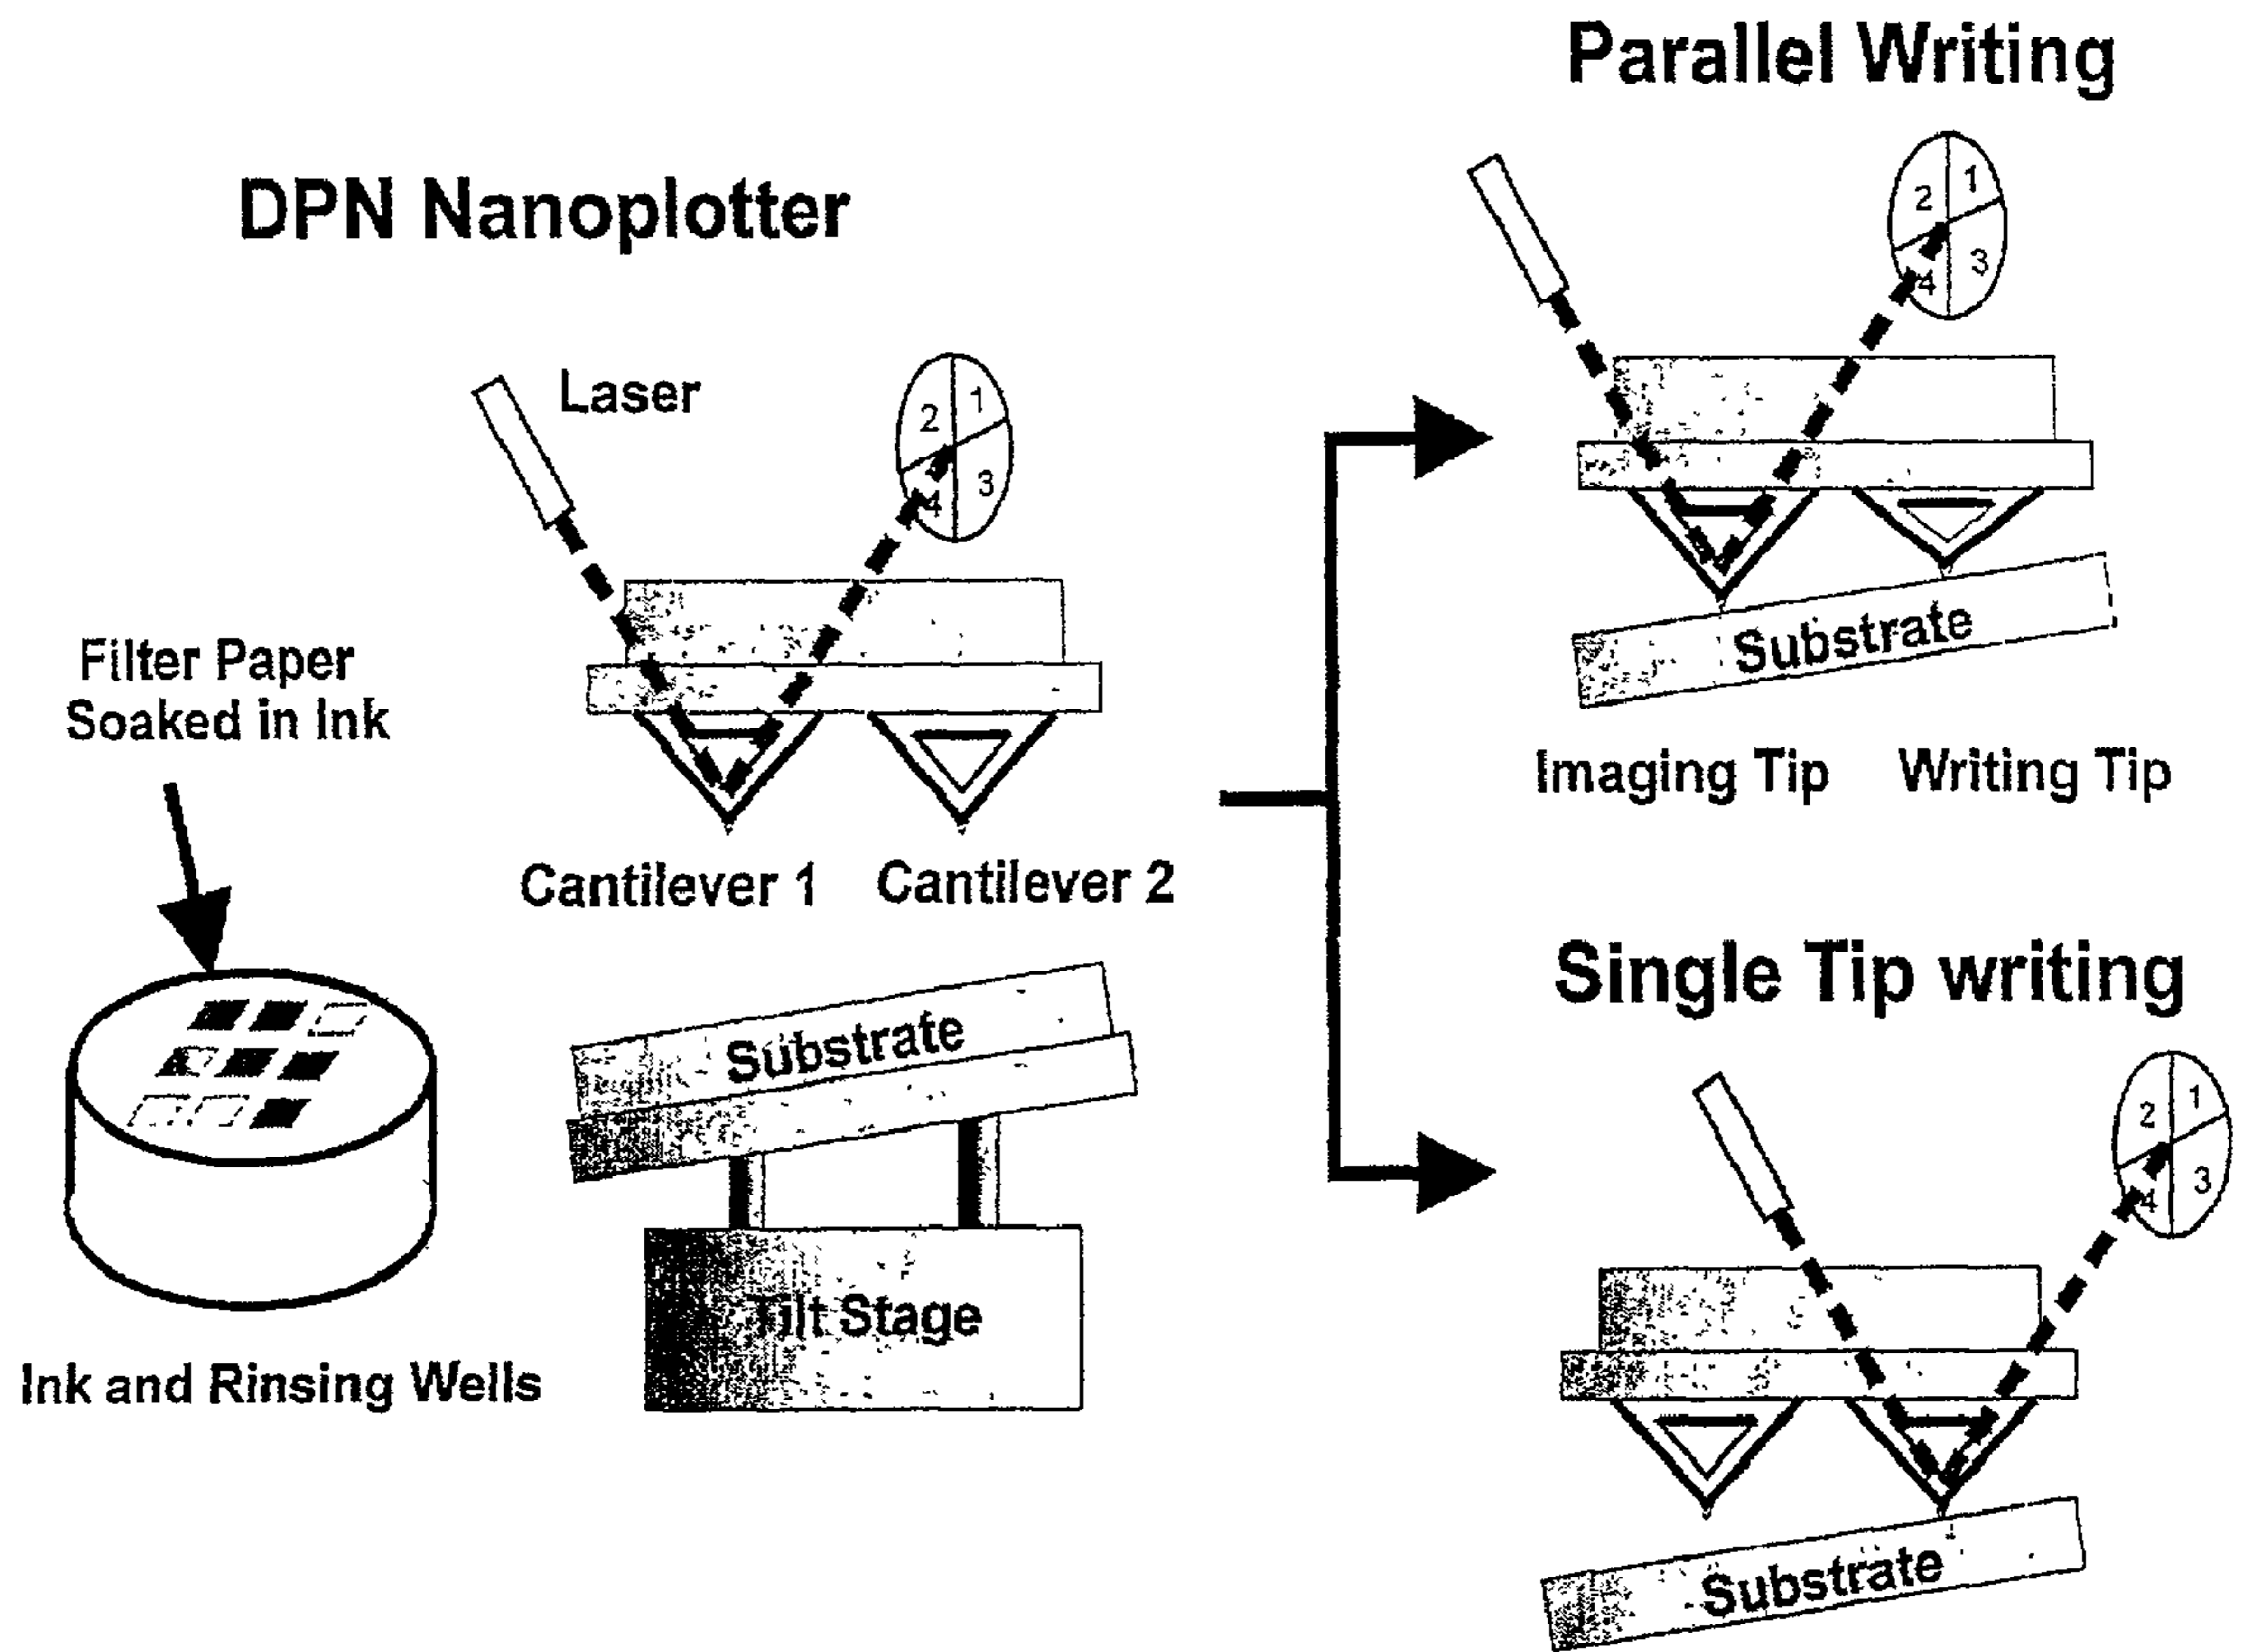 Parallel Writing
DPN Nanoplotter
2 1
3
4
Laser
2 1
3
4
Filter Paper
Soaked in Ink
Substrate
Imaging Tip Writing Tip
Cantilever 1 Cantilever 2
Single Tip writing
Substrate
2 1
3
4
Tilt Stage
Ink and Rinsing Wells
Substrate